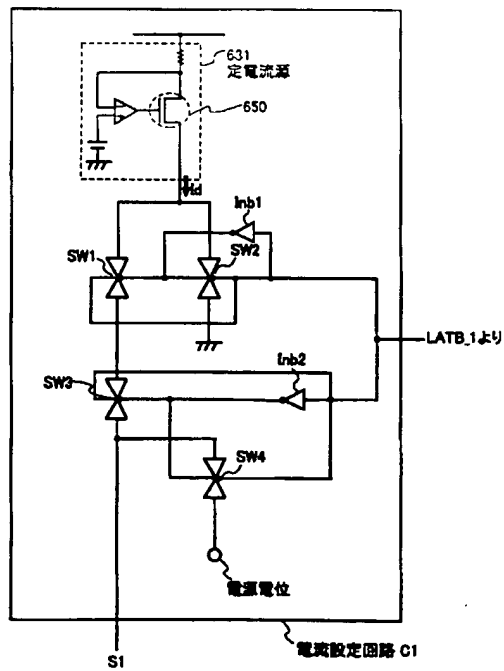 631
定電流源
650
Id
Inb1
SW1
SW2
LATB_1より
Inb2
SW3
SW4
電源電位
電流設定回路 C1
S1